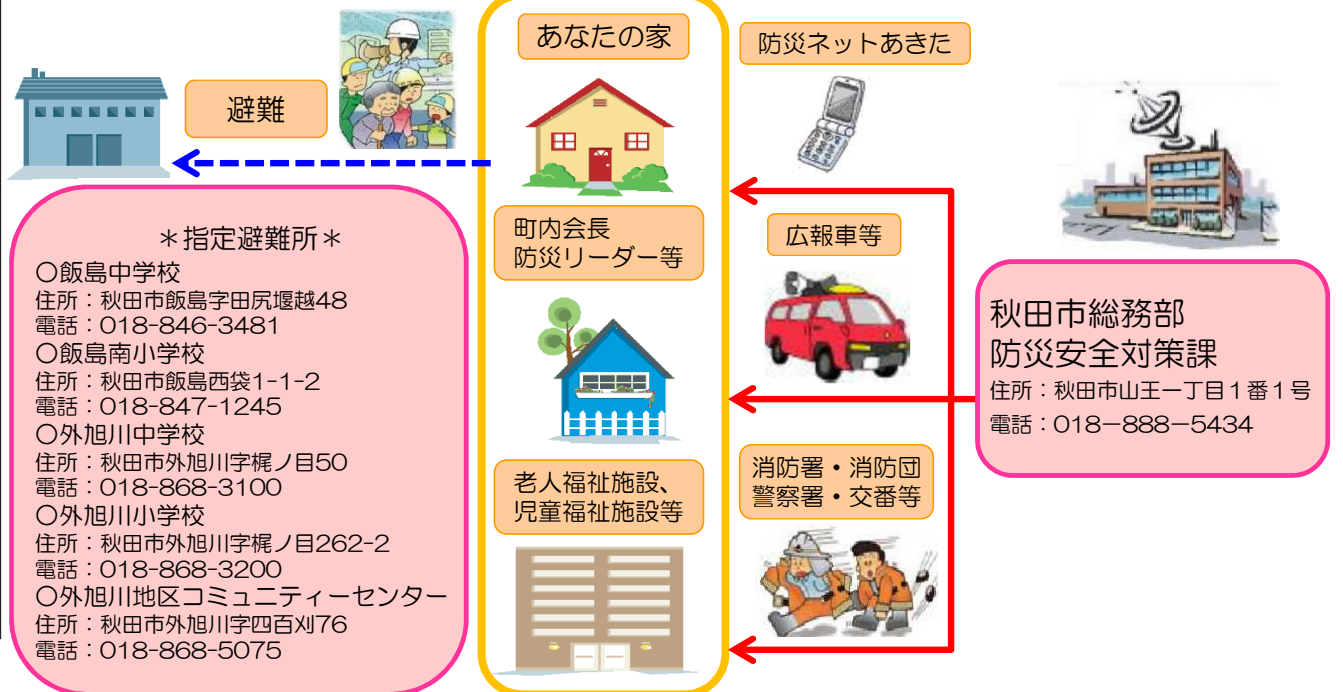 避難
＊指定避難所＊
〇飯島中学校
住所：秋田市飯島字田尻堰越48
電話：018-846-3481
〇飯島南小学校
住所：秋田市飯島西袋1-1-2
電話：018-847-1245
〇外旭川中学校
住所：秋田市外旭川字梶ノ目50
電話：018-868-3100
〇外旭川小学校
住所：秋田市外旭川字梶ノ目262-2
電話：018-868-3200
〇外旭川地区コミュニティーセンター
住所：秋田市外旭川字四百刈76
電話：018-868-5075
あなたの家
町内会長
防災リーダー等
老人福祉施設、
児童福祉施設等
防災ネットあきた
広報車等
消防署・消防団
警察署・交番等
秋田市総務部
防災安全対策課
住所：秋田市山王一丁目１番１号
電話：018－888－5434